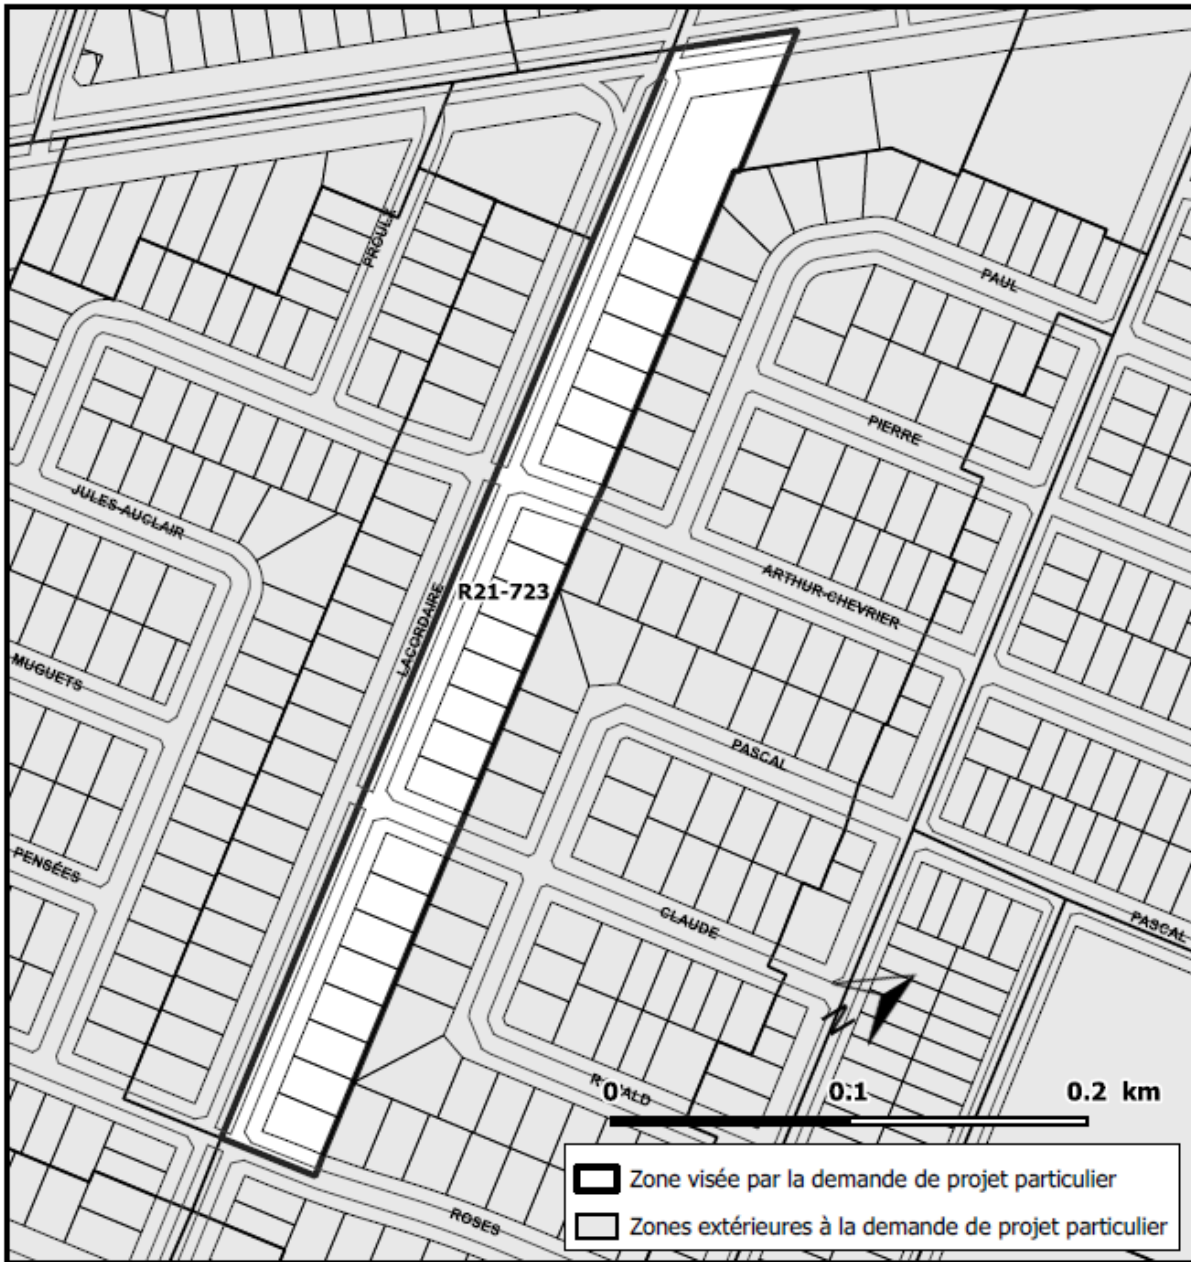 PROULX
PAUL
PIERRE
JULES-AUCLAIR
ARTHUR-CHEVRIER
R21-723
LACORDAIRE
MUGUETS
PASCAL
PENSÉES
CLAUDE
PASCAL
N
0 0.1 0.2 km
ROSES
Zone visée par la demande de projet particulier
Zones extérieures à la demande de projet particulier